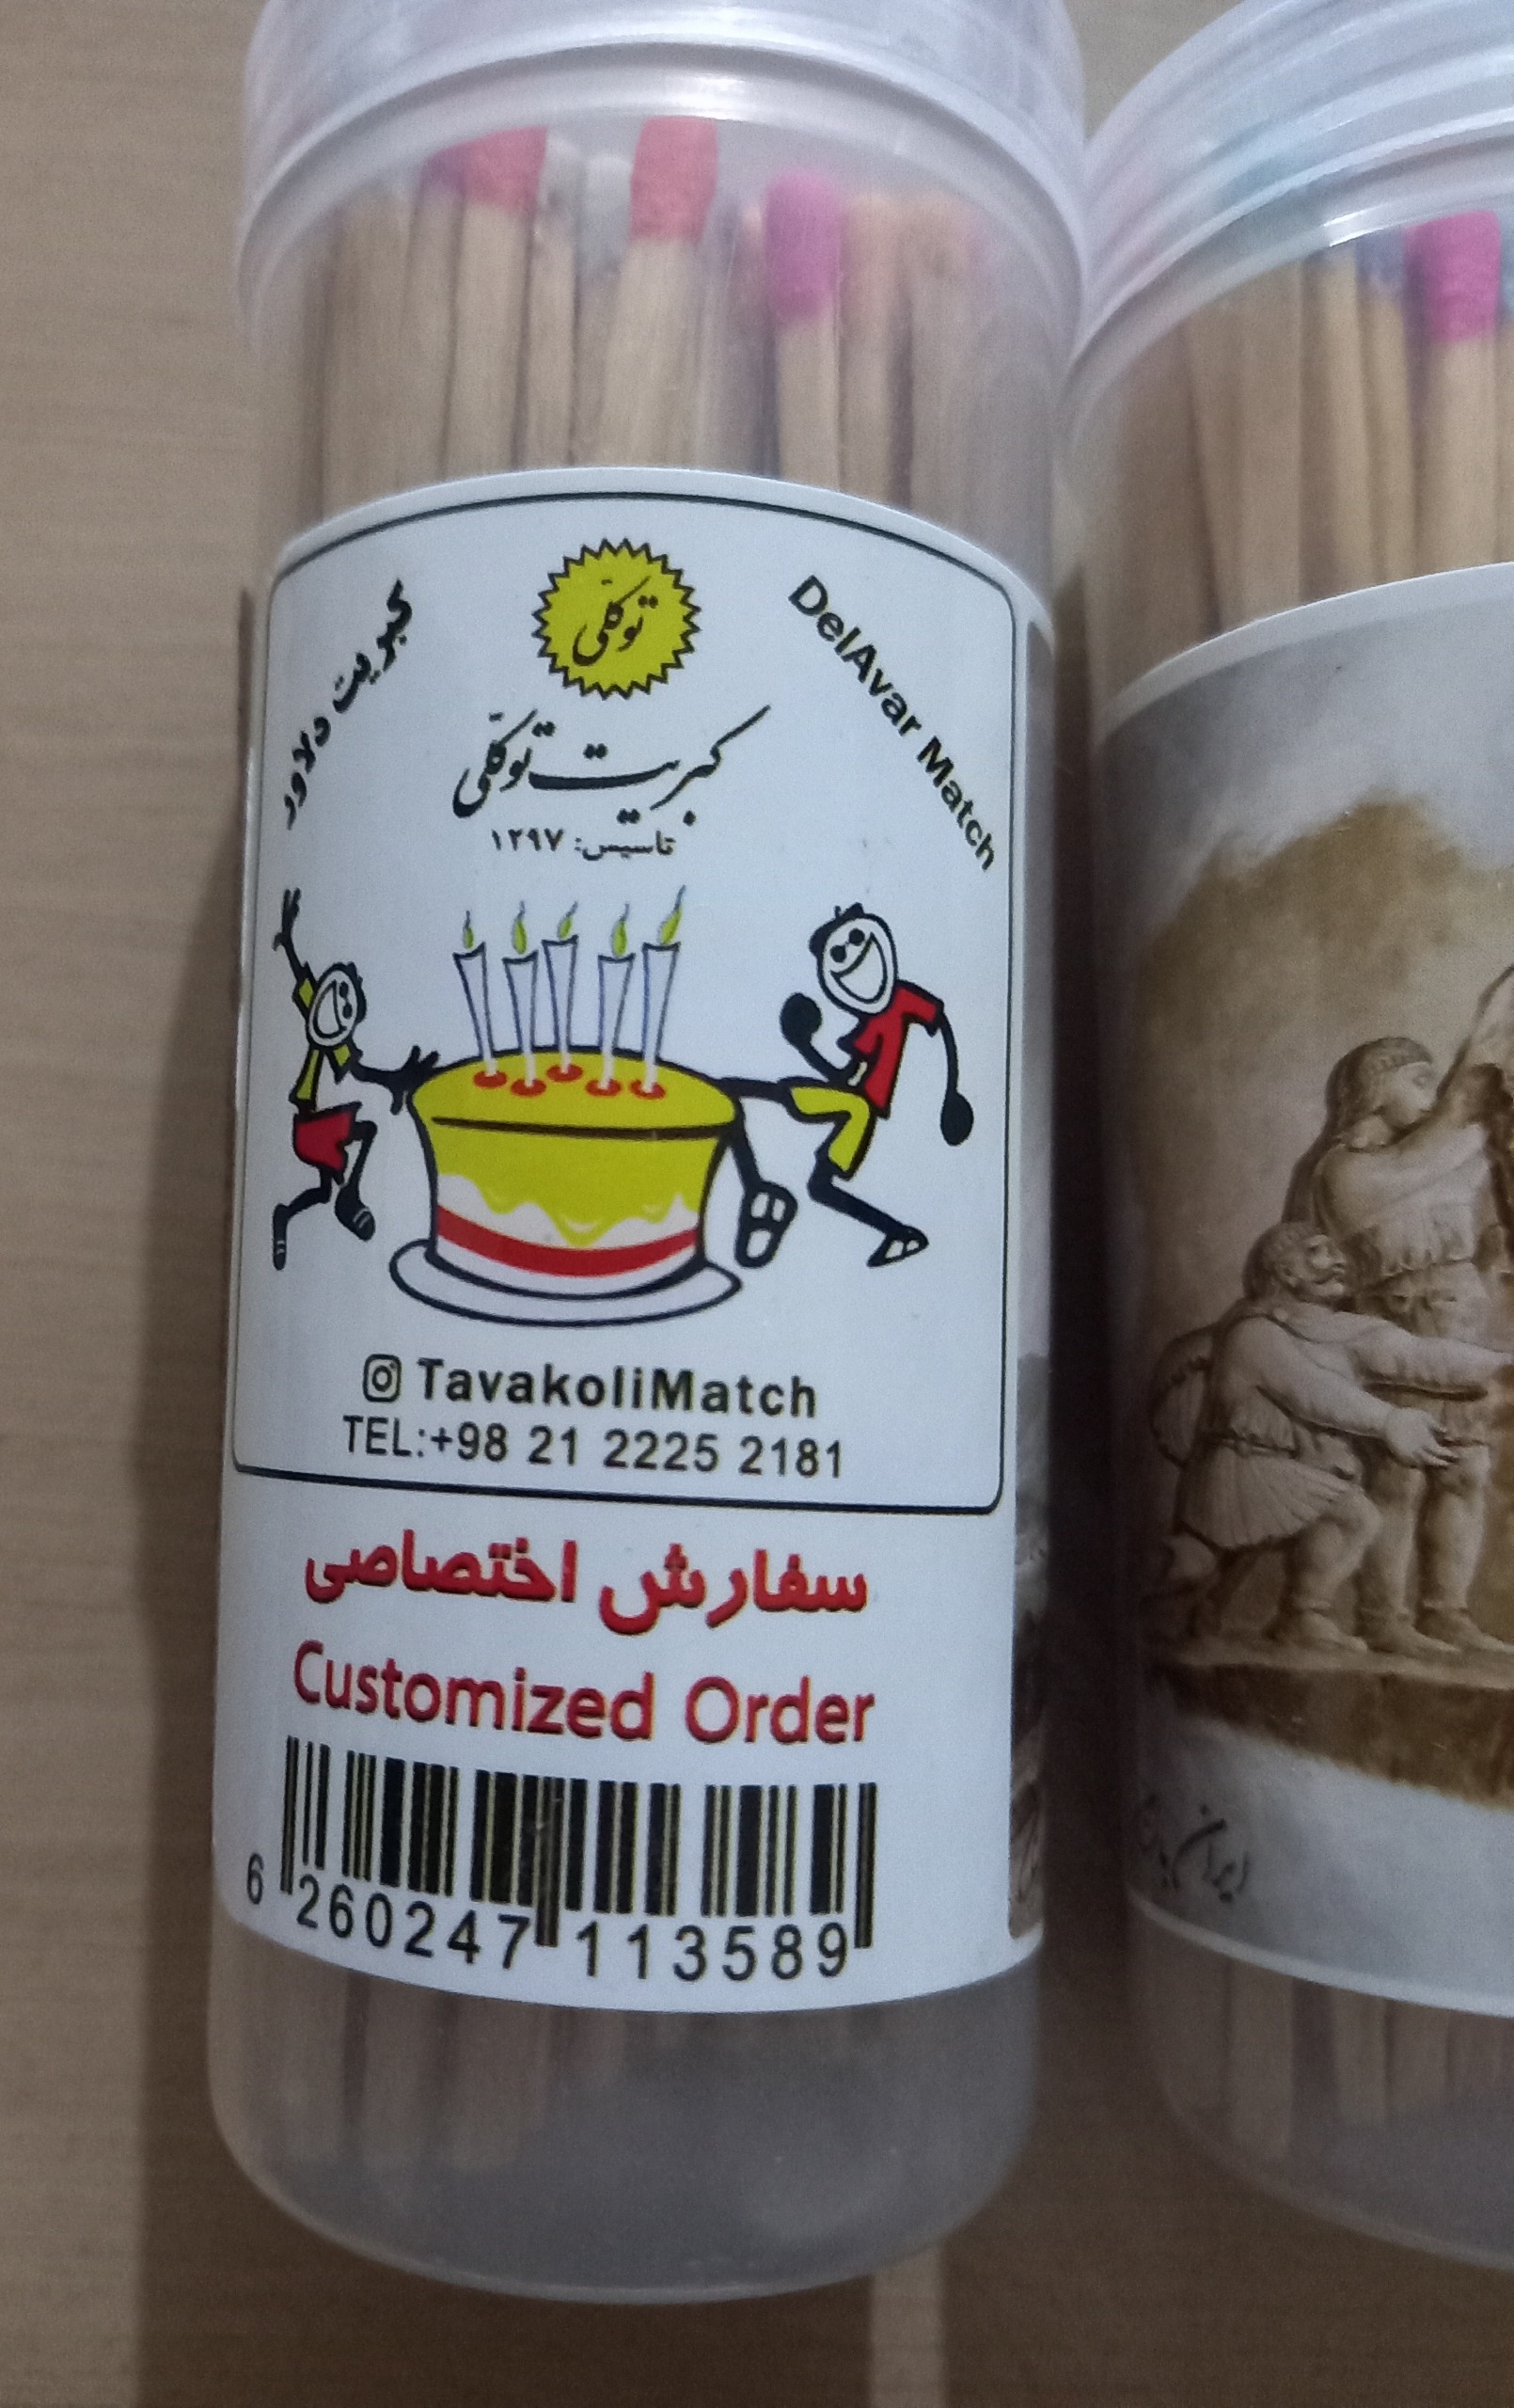 توکلی
کبریت دلاور
DelAvar Match
کبریت توکلی
تاسیس: ۱۲۹۷
TavakoliMatch
TEL:+98 21 2225 2181
سفارش اختصاصی
Customized Order
6 260247 113589